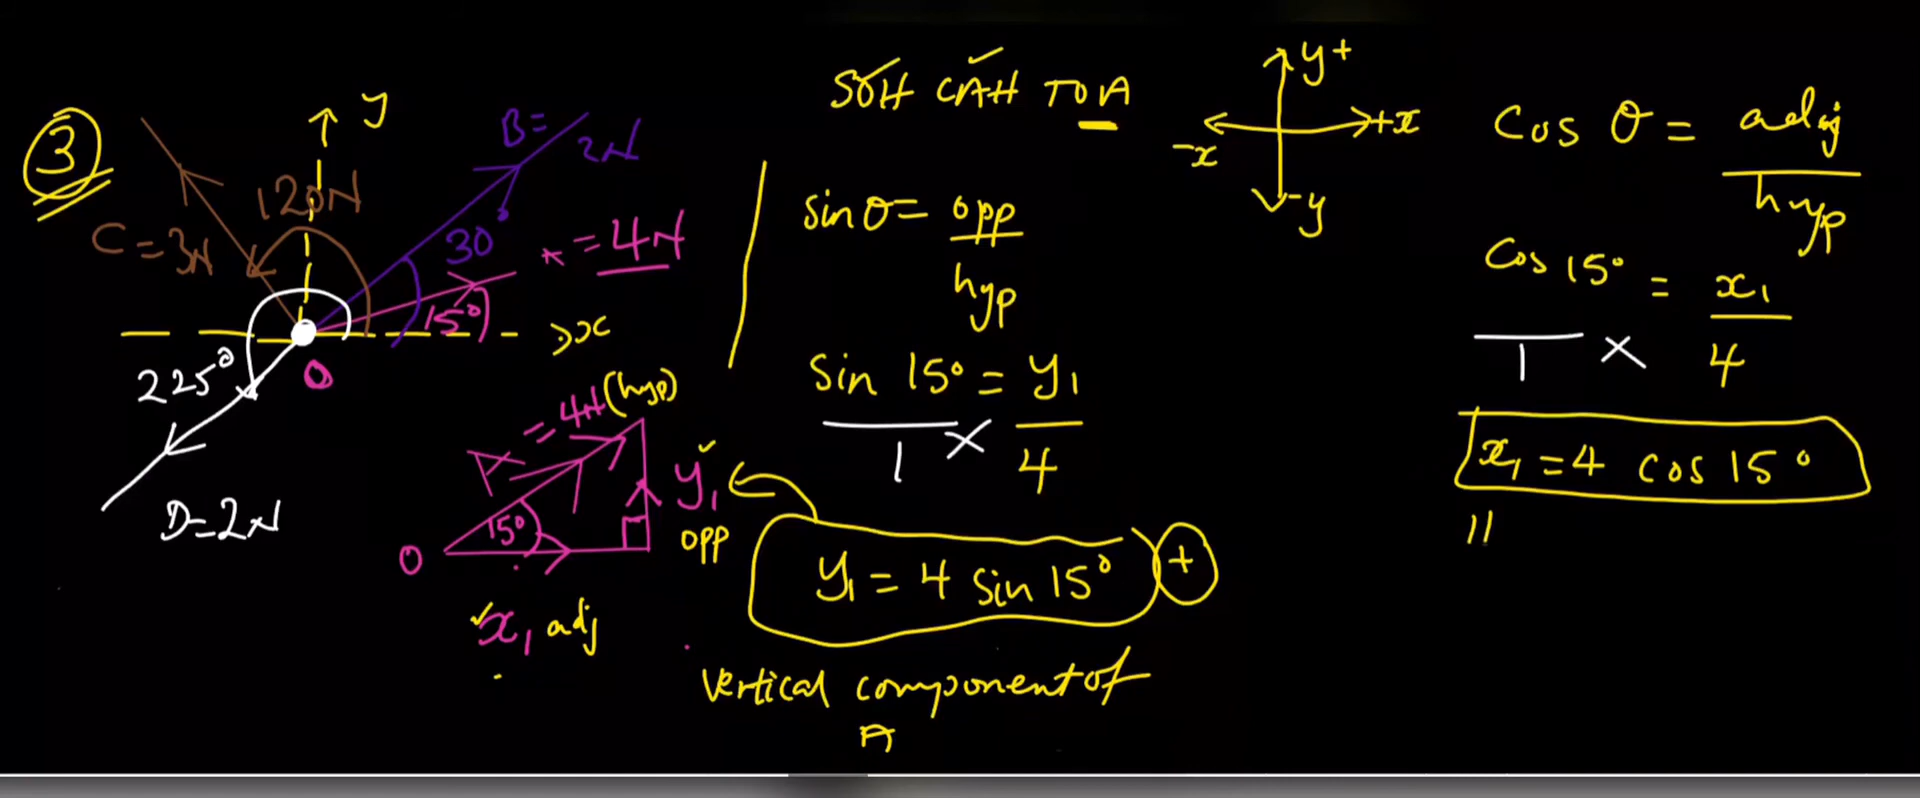 3
y
B =
2N
120N
C = 3N
30
= 4N
15°
x
225°
O
D = 2N
= 4N (hyp)
A
15°
O
y₁
opp
x₁ adj
SOH CAH TOA
y+
-x
+x
-y
sin θ = opp
hyp
Sin 15° = y₁
1 × 4
y₁ = 4 sin 15° +
Vertical component of
A
Cos θ = adj
hyp
Cos 15° = x₁
1 × 4
x₁ = 4 cos 15°